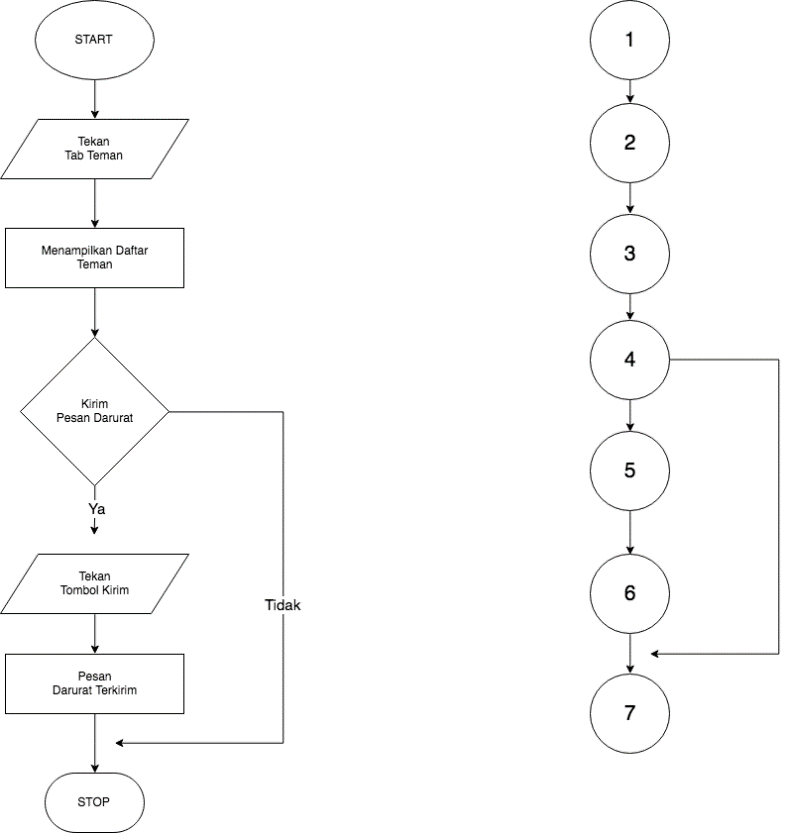 START
Tekan
Tab Teman
Menampilkan Daftar
Teman
Kirim
Pesan Darurat
Ya
Tekan
Tombol Kirim
Tidak
Pesan
Darurat Terkirim
STOP
1
2
3
4
5
6
7